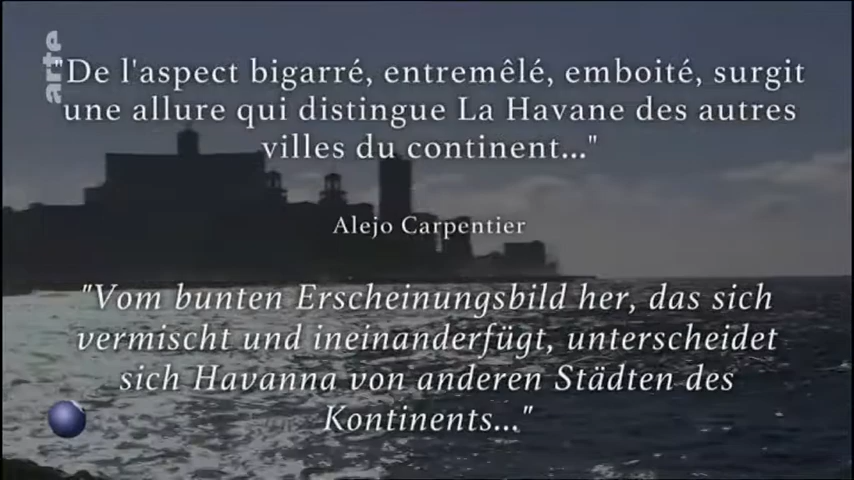 arte
"De l'aspect bigarré, entremêlé, emboité, surgit
une allure qui distingue La Havane des autres
villes du continent..."
Alejo Carpentier
"Vom bunten Erscheinungsbild her, das sich
vermischt und ineinanderfügt, unterscheidet
sich Havanna von anderen Städten des
Kontinents..."